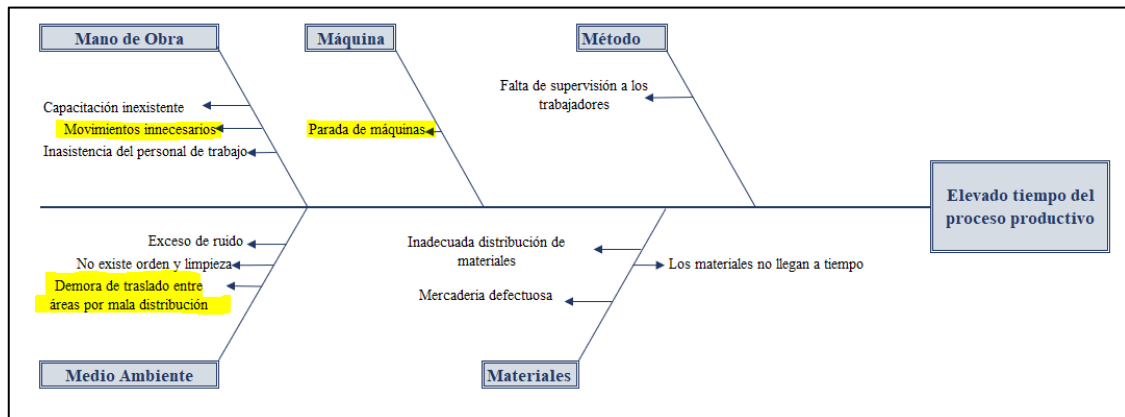 Mano de Obra
Máquina
Método
Capacitación inexistente
Movimientos innecesarios
Inasistencia del personal de trabajo
Parada de máquinas
Falta de supervisión a los
trabajadores
Elevado tiempo del
proceso productivo
Exceso de ruido
No existe orden y limpieza
Demora de traslado entre
áreas por mala distribución
Inadecuada distribución de
materiales
Los materiales no llegan a tiempo
Mercaderia defectuosa
Medio Ambiente
Materiales